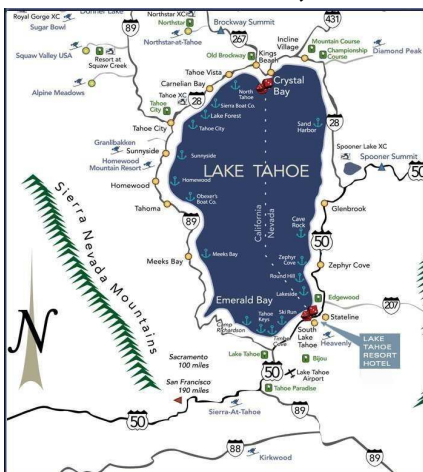 Royal Gorge XC
Sugar Bowl
Donner Lake
89
Northstar XC
Northstar
Northstar-at-Tahoe
Brockway Summit
267
431
Squaw Valley USA
Resort at
Squaw Creek
Alpine Meadows
Old Brockway
Kings
Beach
Incline
Village
Mountain Course
Championship
Course
Diamond Peak
Tahoe Vista
Carnelian Bay
Crystal
Bay
North
Tahoe
Tahoe XC
28
Tahoe
City
Sierra Boat Co.
Lake Forest
Tahoe City
Tahoe City
Sand
Harbor
28
Granlibakken
Sunnyside
Sunnyside
Homewood
Mountain Resort
Spooner Lake XC
Spooner Summit
50
LAKE TAHOE
Homewood
Homewood
Obexer's
Boat Co.
Tahoma
Glenbrook
Sierra Nevada Mountains
California
Nevada
89
Cave
Rock
50
Meeks Bay
Meeks Bay
Zephyr
Cove
Zephyr Cove
Round Hill
Lakeside
Edgewood
207
Emerald Bay
Camp
Richardson
Tahoe
Keys
Ski Run
Timber
Cove
Stateline
South
Lake
Tahoe
Heavenly
LAKE
TAHOE
RESORT
HOTEL
N
Sacramento
100 miles
San Francisco
190 miles
Lake Tahoe
50
Bijou
Lake Tahoe
Airport
Tahoe Paradise
50
Sierra-At-Tahoe
89
88
Kirkwood
89